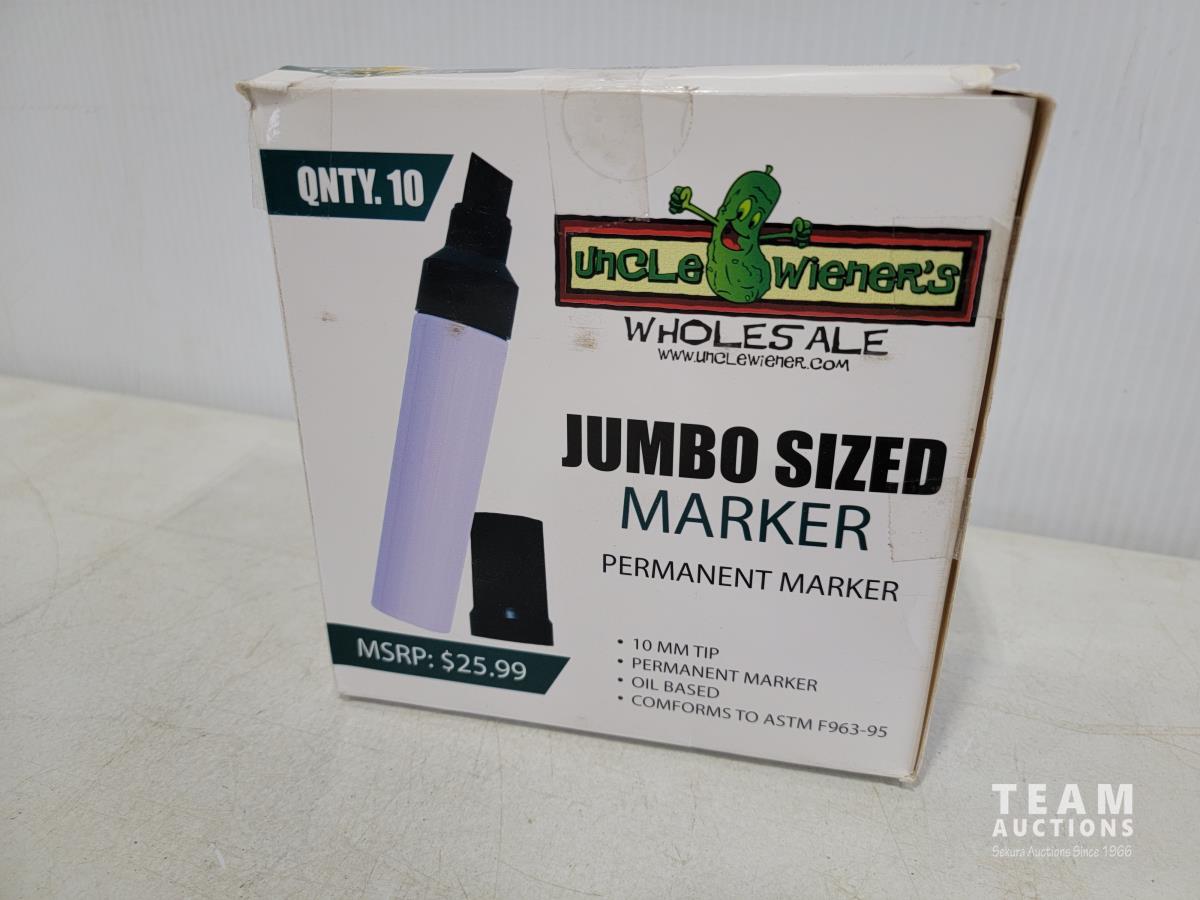 QNTY. 10
UNCLE WIENER'S
WHOLESALE
www.unclewiener.com
JUMBO SIZED
MARKER
PERMANENT MARKER
• 10 MM TIP
• PERMANENT MARKER
• OIL BASED
• COMFORMS TO ASTM F963-95
MSRP: $25.99
TEAM
AUCTIONS
Sekura Auctions Since 1966